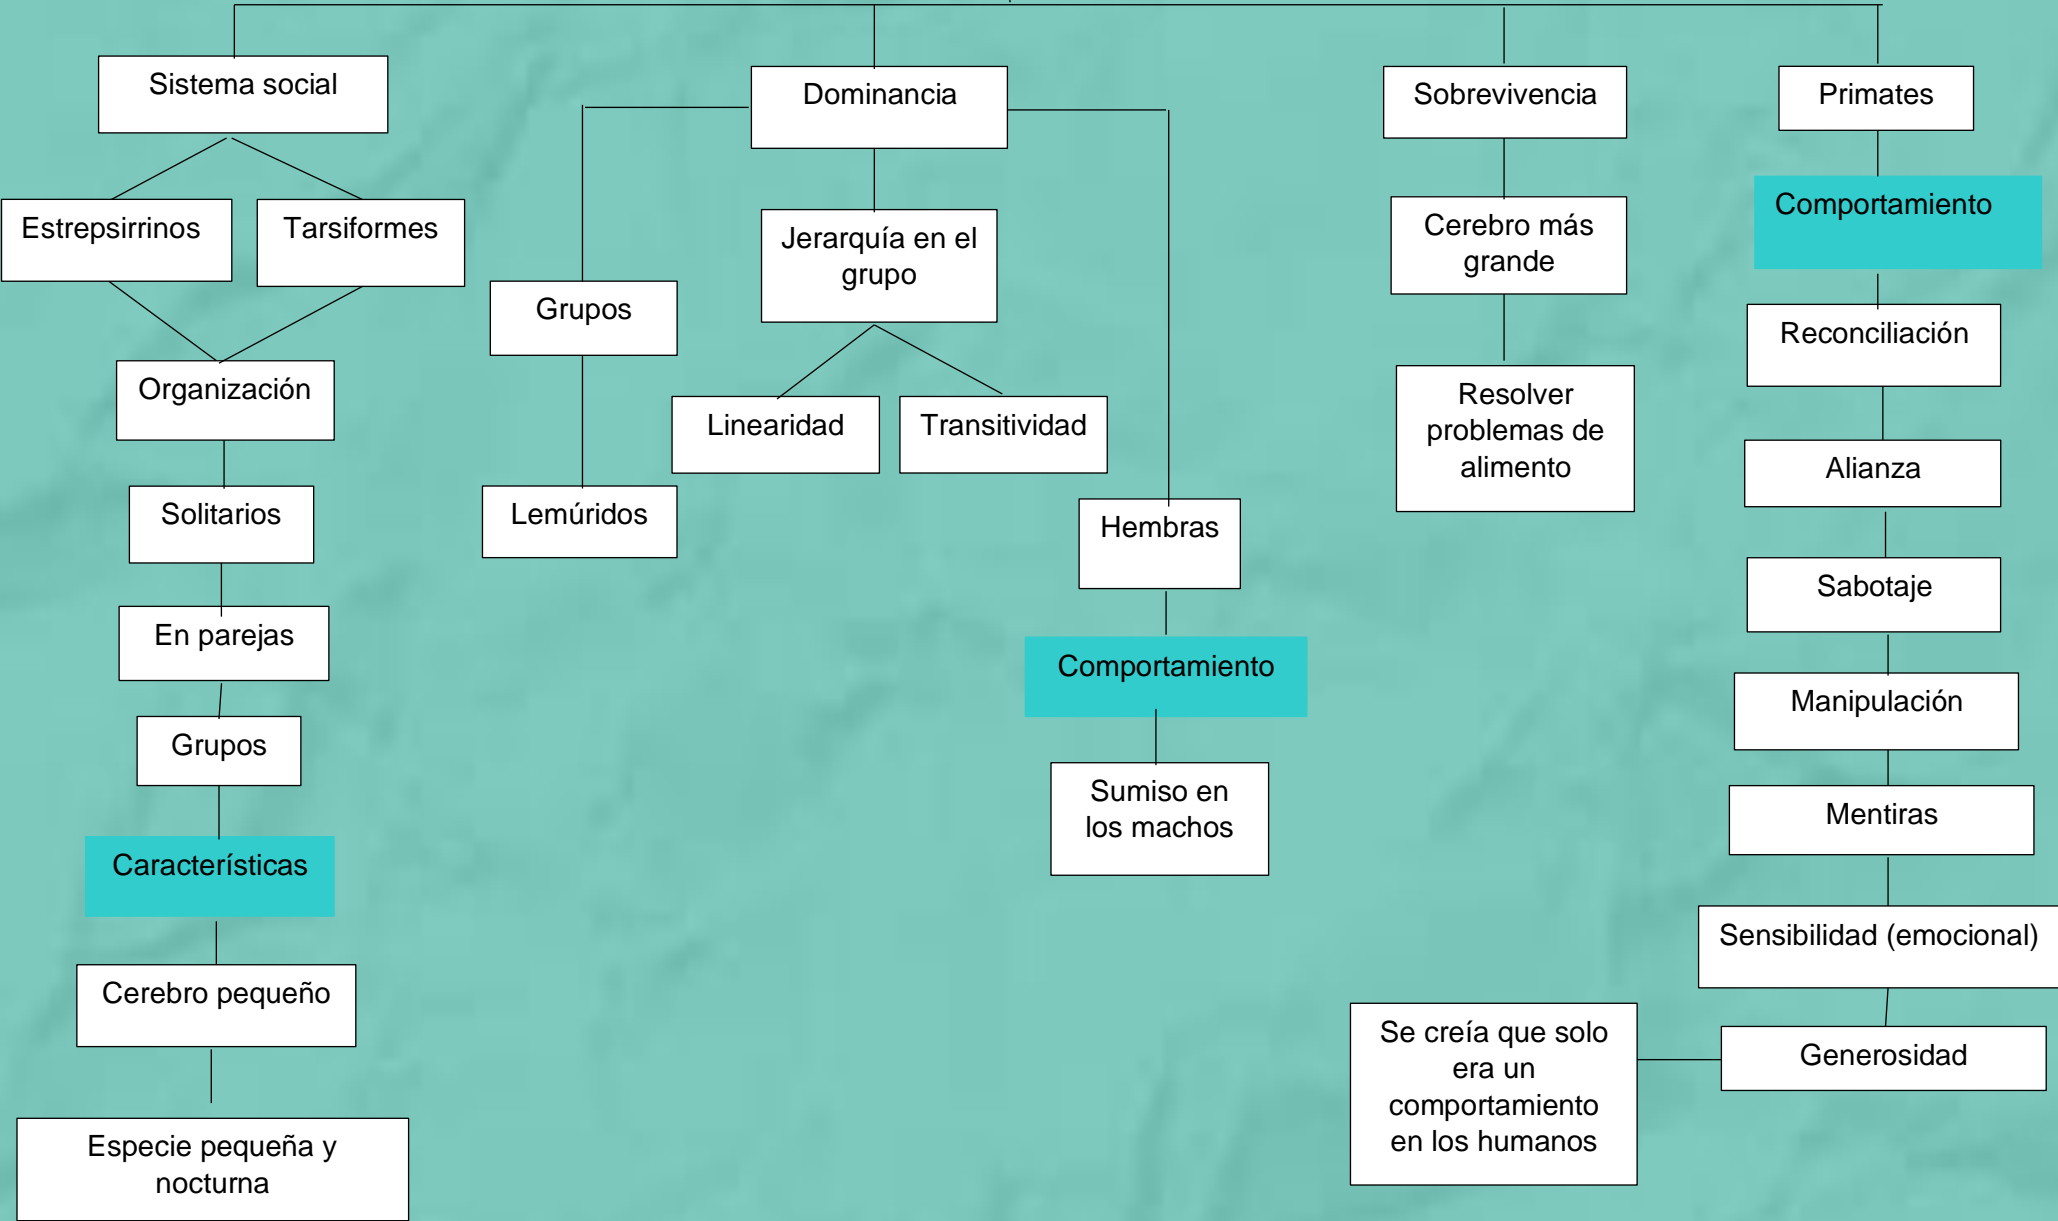 Sistema social
Estrepsirrinos
Tarsiformes
Organización
Solitarios
En parejas
Grupos
Característícas
Cerebro pequeño
Especie pequeña y
nocturna
Dominancia
Grupos
Lemúridos
Jerarquía en el
grupo
Linearidad
Transitividad
Hembras
Comportamiento
Sumiso en
los machos
Sobrevivencia
Cerebro más
grande
Resolver
problemas de
alimento
Primates
Comportamiento
Reconciliación
Alianza
Sabotaje
Manipulación
Mentiras
Sensibilidad (emocional)
Generosidad
Se creía que solo
era un
comportamiento
en los humanos